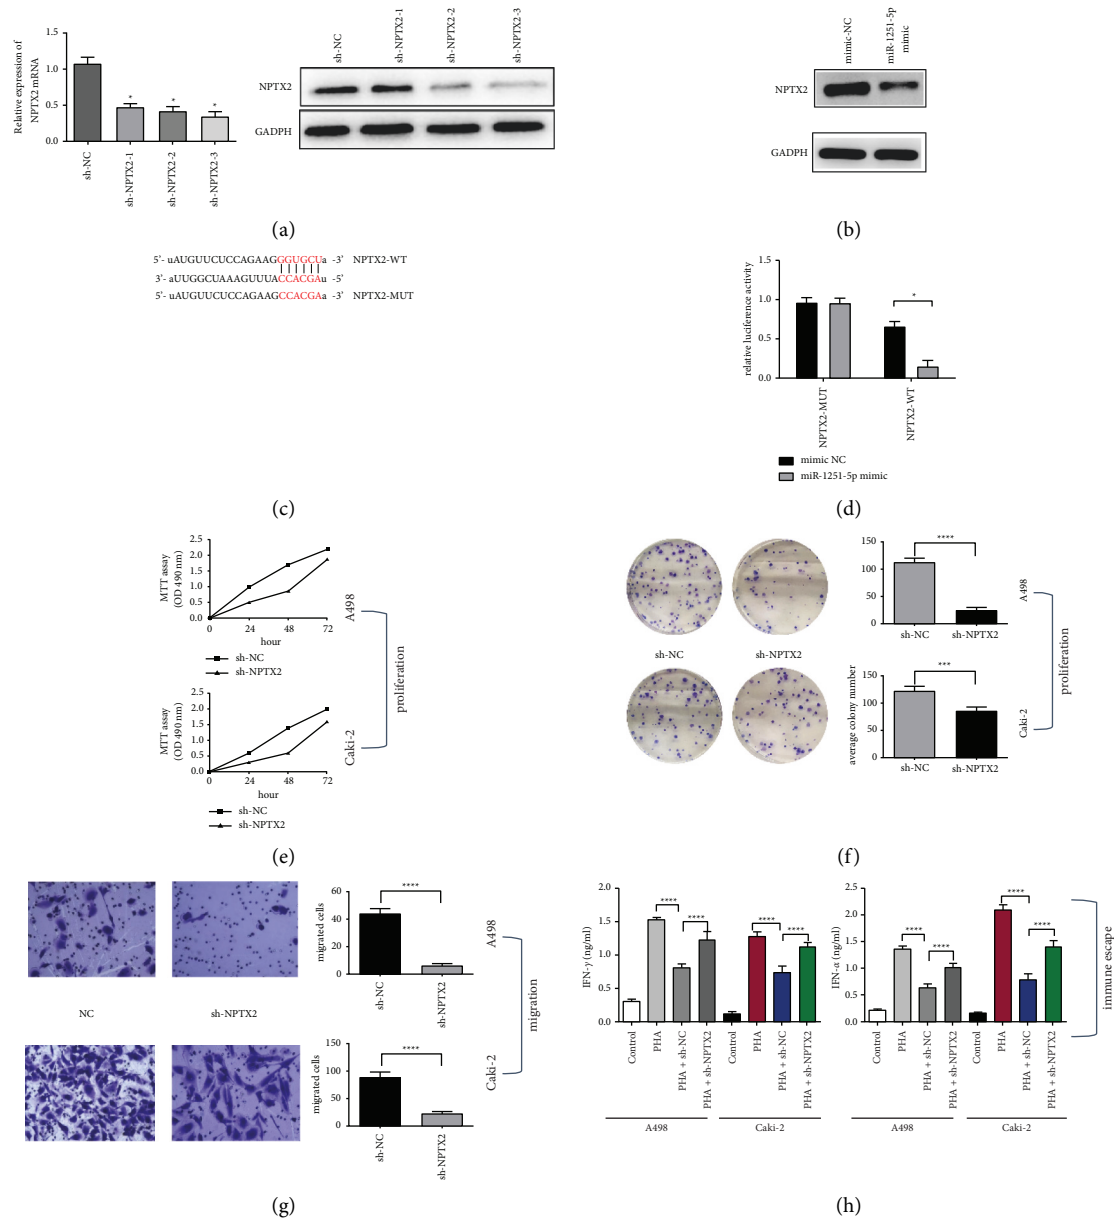 Relative expression of
NPTX2 mRNA
1.5
1.0
0.5
0.0
*
*
*
sh-NC
sh-NPTX2-1
sh-NPTX2-2
sh-NPTX2-3
sh-NC
sh-NPTX2-1
sh-NPTX2-2
sh-NPTX2-3
NPTX2
GADPH
(a)
mimic-NC
miR-1251-5p
mimic
NPTX2
GADPH
(b)
5'- uAUGUUCUCCAGAAGGGUGCUa -3' NPTX2-WT
3'- aUUGGCUAAAGUUUACCACGAu -5'
5'- uAUGUUCUCCAGAAGCCACGAa -3' NPTX2-MUT
(c)
relative luciference activity
1.5
1.0
0.5
0.0
*
NPTX2-MUT
NPTX2-WT
mimic NC
miR-1251-5p mimic
(d)
MTT assay
(OD 490 nm)
2.5
2.0
1.5
1.0
0.5
0.0
0 24 48 72
hour
sh-NC
sh-NPTX2
A498
MTT assay
(OD 490 nm)
2.5
2.0
1.5
1.0
0.5
0.0
0 24 48 72
hour
sh-NC
sh-NPTX2
Caki-2
proliferation
(e)
sh-NC
sh-NPTX2
150
100
50
0
****
sh-NC sh-NPTX2
A498
average colony number
150
100
50
0
***
sh-NC sh-NPTX2
Caki-2
proliferation
(f)
NC
sh-NPTX2
migrated cells
60
40
20
0
****
sh-NC
sh-NPTX2
A498
migrated cells
150
100
50
0
****
sh-NC
sh-NPTX2
Caki-2
migration
(g)
IFN-γ (ng/ml)
2.0
1.5
1.0
0.5
0.0
****
****
****
****
Control
PHA
PHA + sh-NC
PHA + sh-NPTX2
Control
PHA
PHA + sh-NC
PHA + sh-NPTX2
A498
Caki-2
IFN-α (ng/ml)
2.5
2.0
1.5
1.0
0.5
0.0
****
****
****
****
Control
PHA
PHA + sh-NC
PHA + sh-NPTX2
Control
PHA
PHA + sh-NC
PHA + sh-NPTX2
A498
Caki-2
immune escape
(h)